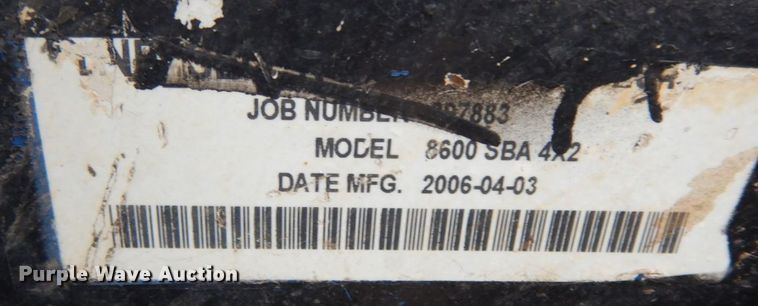 JOB NUMBER
MODEL 8600 SBA 4X2
DATE MFG. 2006-04-03
Purple Wave Auction